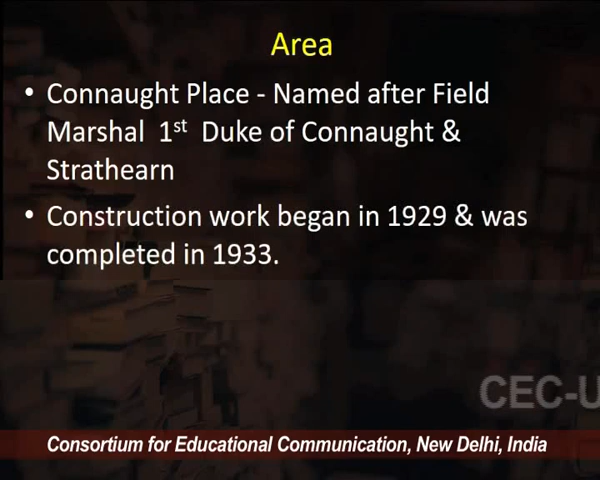 Area
• Connaught Place - Named after Field
Marshal 1st Duke of Connaught &
Strathearn
• Construction work began in 1929 & was
completed in 1933.
CEC-U
Consortium for Educational Communication, New Delhi, India